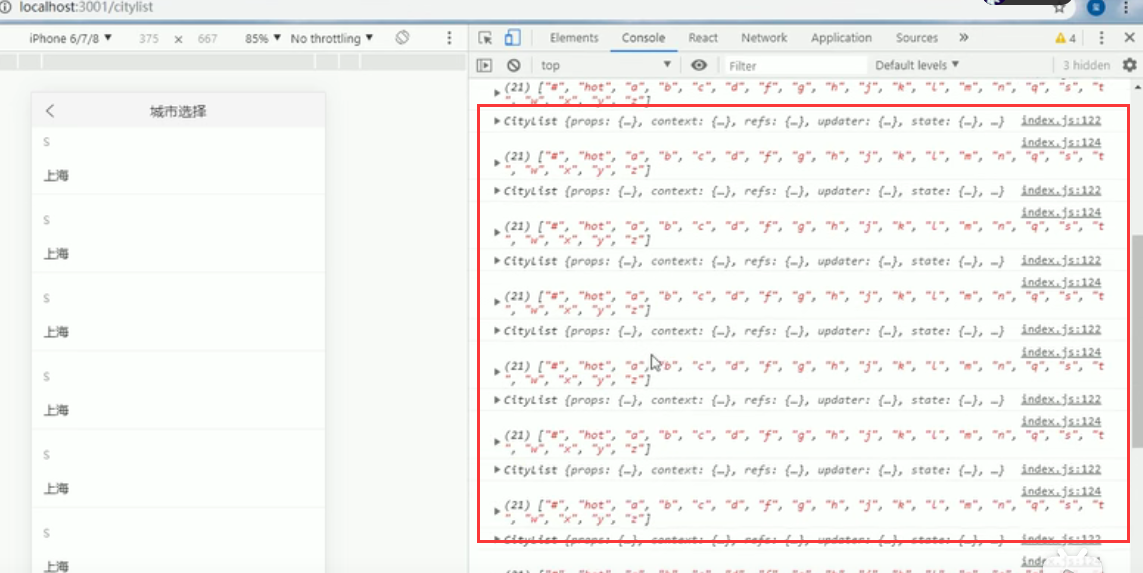 localhost:3001/citylist
iPhone 6/7/8 ▼ 375 × 667 85% ▼ No throttling ▼
Elements Console React Network Application Sources » 4
top ▼ Filter Default levels ▼ 3 hidden
城市选择
S
上海
S
上海
S
上海
S
上海
S
上海
S
上海
(21) ["#", "hot", "a", "b", "c", "d", "f", "g", "h", "j", "k", "l", "m", "n", "q", "s", "t
", "w", "x", "y", "z"]
CityList {props: {…}, context: {…}, refs: {…}, updater: {…}, state: {…}, …} index.js:122
index.js:124
(21) ["#", "hot", "a", "b", "c", "d", "f", "g", "h", "j", "k", "l", "m", "n", "q", "s", "t
", "w", "x", "y", "z"]
CityList {props: {…}, context: {…}, refs: {…}, updater: {…}, state: {…}, …} index.js:122
index.js:124
(21) ["#", "hot", "a", "b", "c", "d", "f", "g", "h", "j", "k", "l", "m", "n", "q", "s", "t
", "w", "x", "y", "z"]
CityList {props: {…}, context: {…}, refs: {…}, updater: {…}, state: {…}, …} index.js:122
index.js:124
(21) ["#", "hot", "a", "b", "c", "d", "f", "g", "h", "j", "k", "l", "m", "n", "q", "s", "t
", "w", "x", "y", "z"]
CityList {props: {…}, context: {…}, refs: {…}, updater: {…}, state: {…}, …} index.js:122
index.js:124
(21) ["#", "hot", "a", "b", "c", "d", "f", "g", "h", "j", "k", "l", "m", "n", "q", "s", "t
", "w", "x", "y", "z"]
CityList {props: {…}, context: {…}, refs: {…}, updater: {…}, state: {…}, …} index.js:122
index.js:124
(21) ["#", "hot", "a", "b", "c", "d", "f", "g", "h", "j", "k", "l", "m", "n", "q", "s", "t
", "w", "x", "y", "z"]
CityList {props: {…}, context: {…}, refs: {…}, updater: {…}, state: {…}, …} index.js:122
index.js:124
(21) ["#", "hot", "a", "b", "c", "d", "f", "g", "h", "j", "k", "l", "m", "n", "q", "s", "t
", "w", "x", "y", "z"]
CityList {props: {…}, context: {…}, refs: {…}, updater: {…}, state: {…}, …} index.js:122
index.js:124